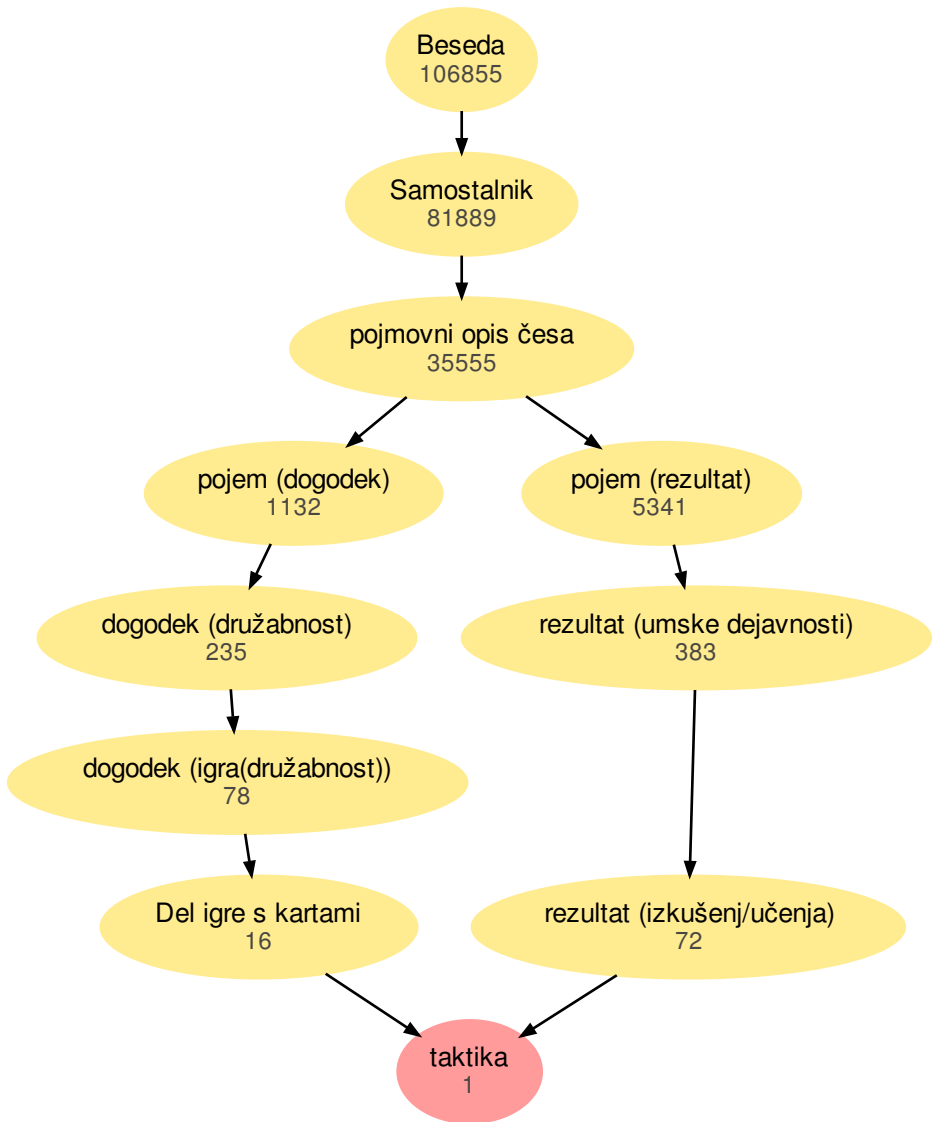 Beseda
106855
Samostalnik
81889
pojmovni opis česa
35555
pojem (dogodek)
1132
pojem (rezultat)
5341
dogodek (družabnost)
235
rezultat (umske dejavnosti)
383
dogodek (igra(družabnost))
78
Del igre s kartami
16
rezultat (izkušenj/učenja)
72
taktika
1